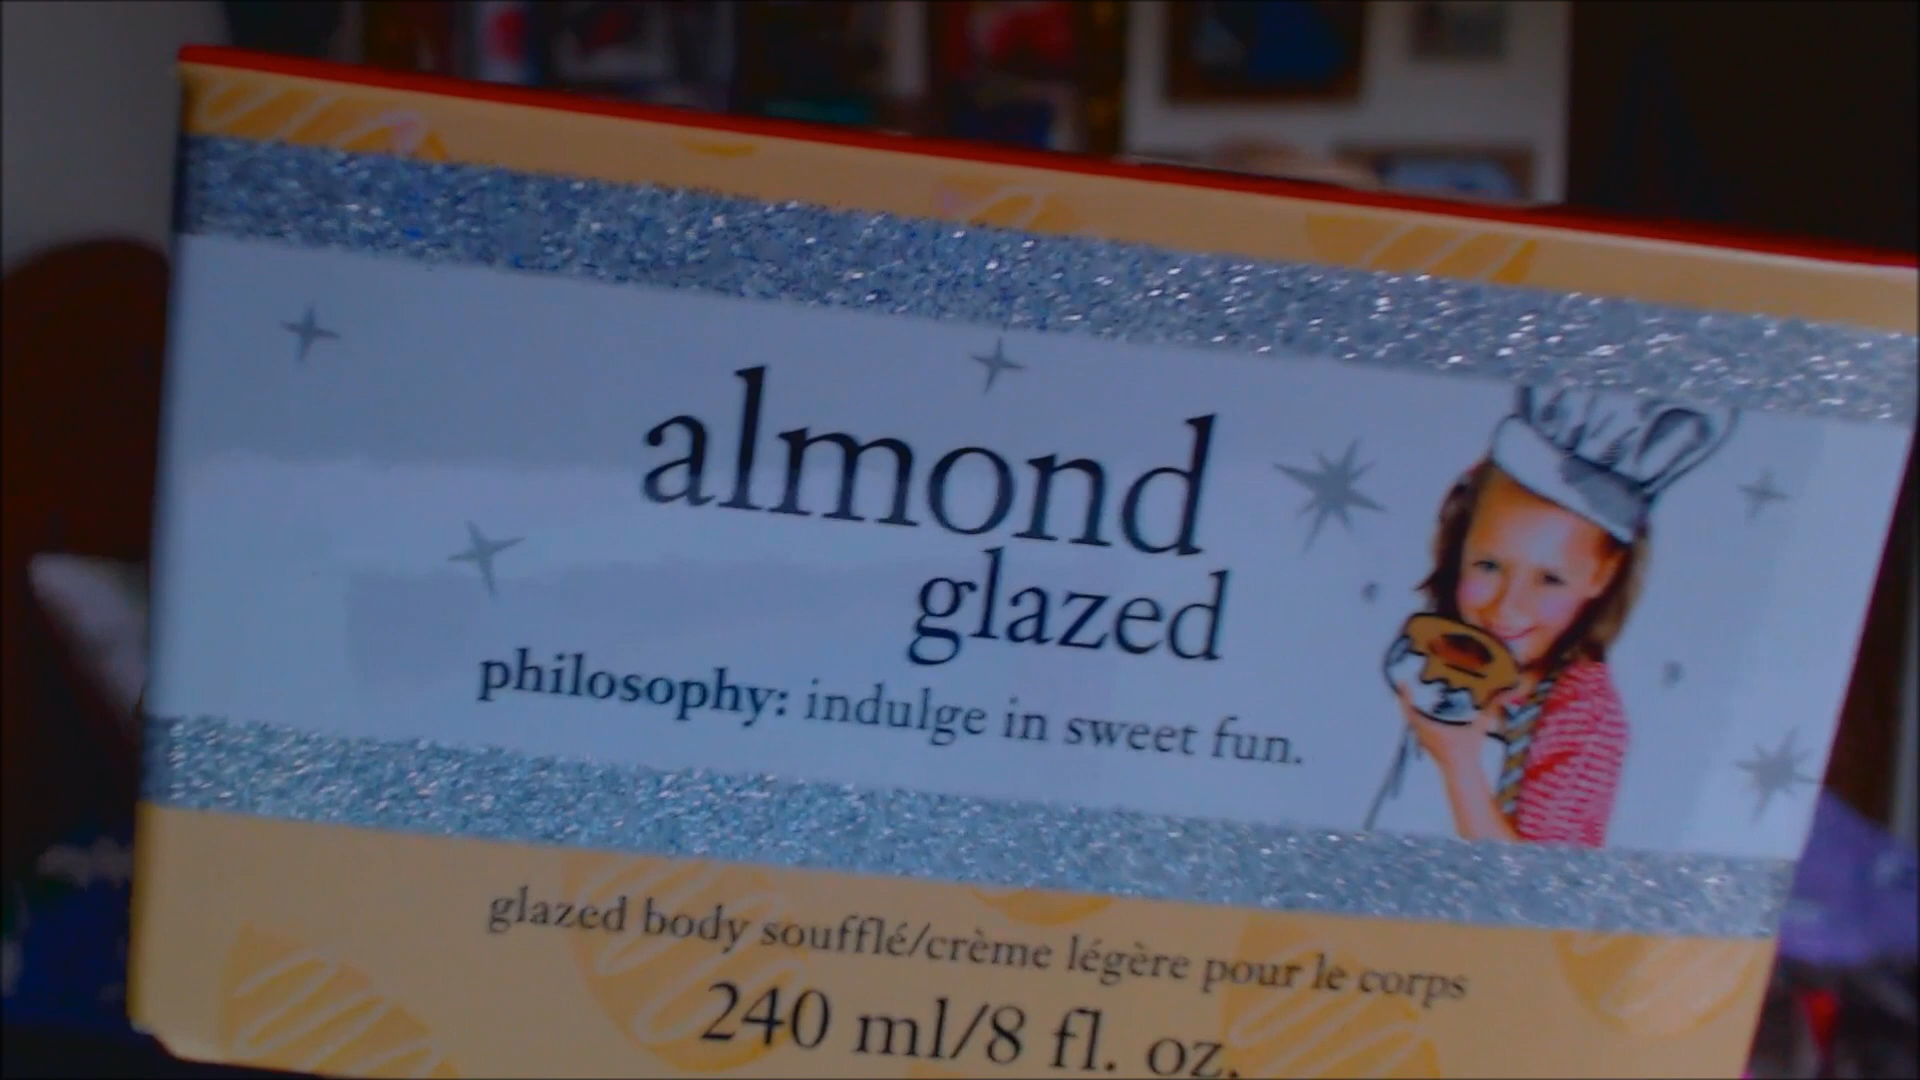 almond
glazed
philosophy: indulge in sweet fun.
glazed body soufflé/crème légère pour le corps
240 ml/8 fl. oz.